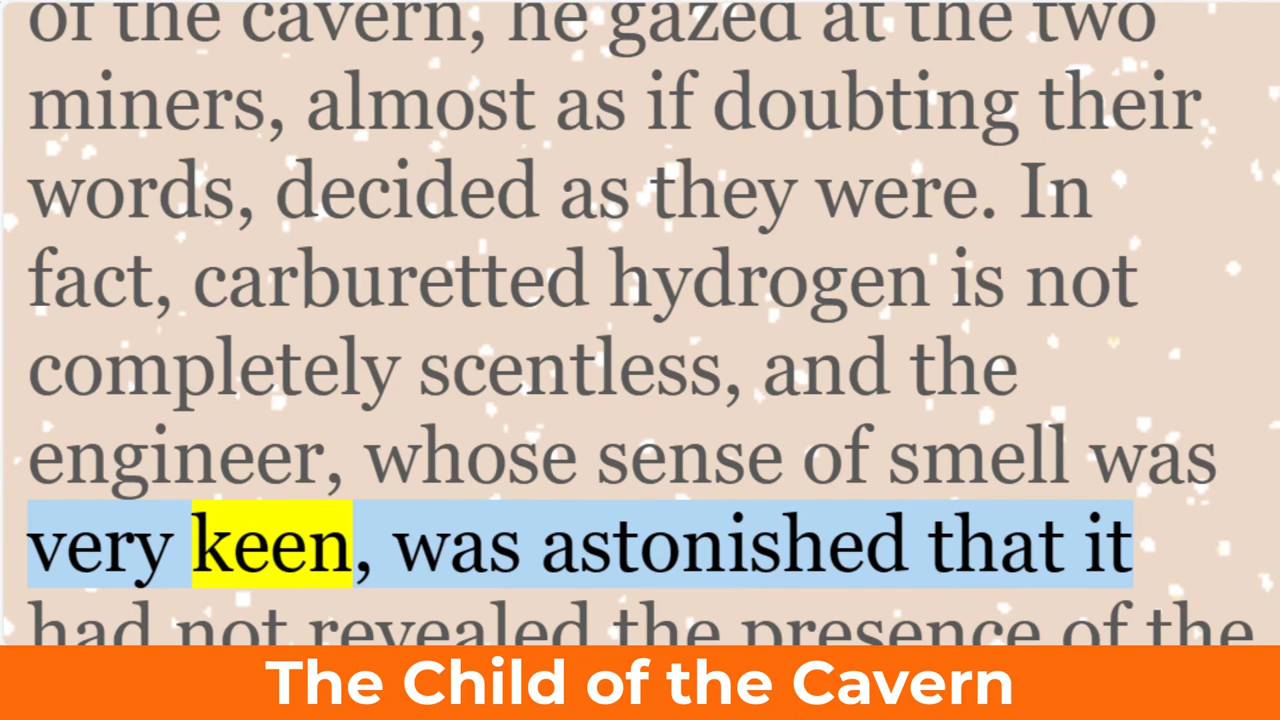 of the cavern, he gazed at the two
miners, almost as if doubting their
words, decided as they were. In
fact, carburetted hydrogen is not
completely scentless, and the
engineer, whose sense of smell was
very keen, was astonished that it
had not revealed the presence of the
The Child of the Cavern